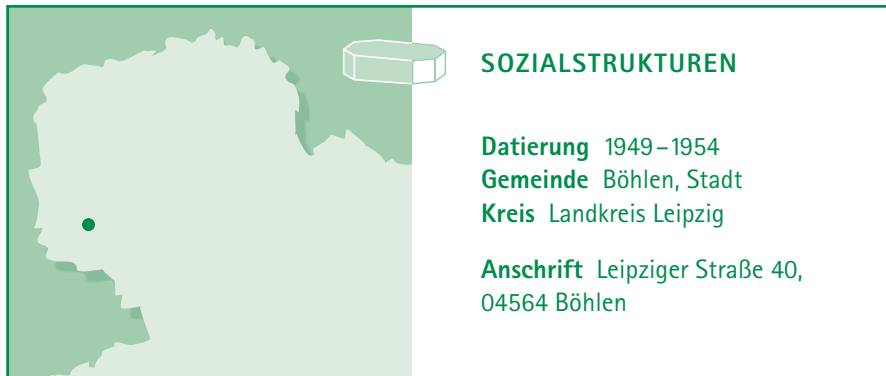 SOZIALSTRUKTUREN
Datierung 1949–1954
Gemeinde Böhlen, Stadt
Kreis Landkreis Leipzig
Anschrift Leipziger Straße 40,
04564 Böhlen